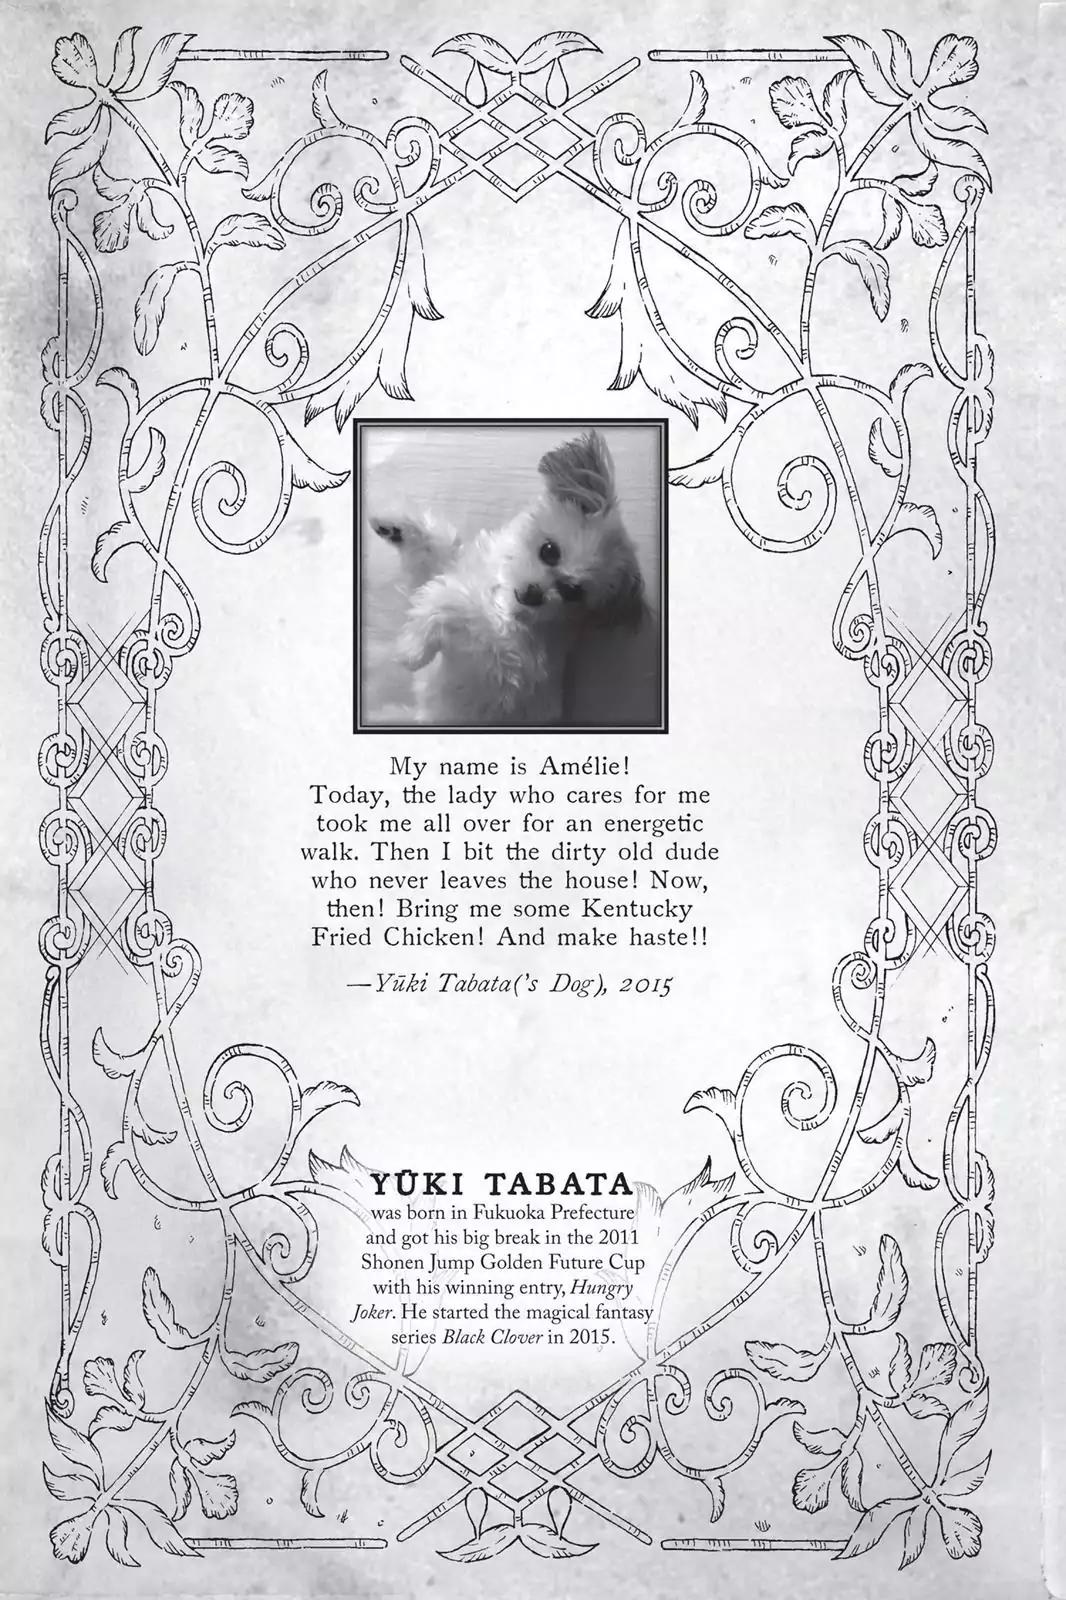 My name is Amélie!
Today, the lady who cares for me
took me all over for an energetic
walk. Then I bit the dirty old dude
who never leaves the house! Now,
then! Bring me some Kentucky
Fried Chicken! And make haste!!
—Yūki Tabata('s Dog), 2015
YŪKI TABATA
was born in Fukuoka Prefecture
and got his big break in the 2011
Shonen Jump Golden Future Cup
with his winning entry, Hungry
Joker. He started the magical fantasy
series Black Clover in 2015.